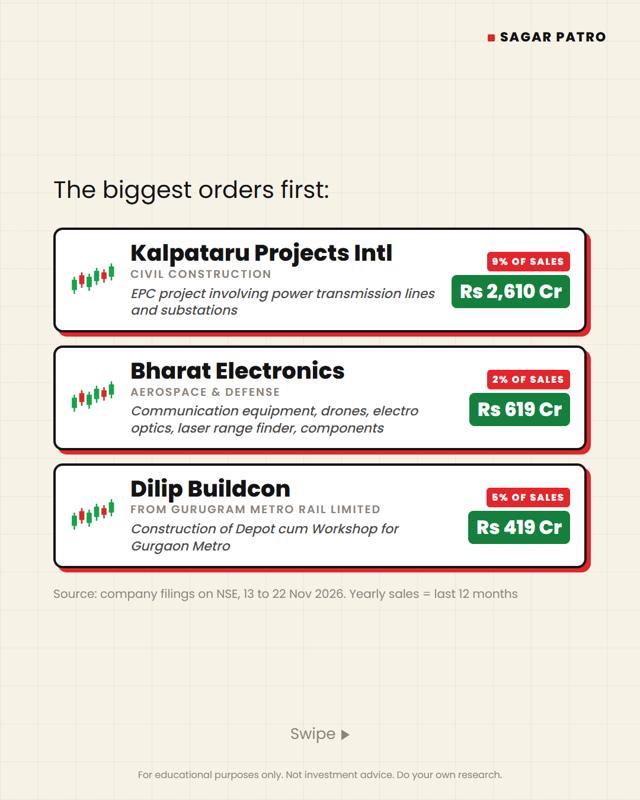 SAGAR PATRO
The biggest orders first:
Kalpataru Projects Intl
CIVIL CONSTRUCTION
EPC project involving power transmission lines
and substations
9% OF SALES
Rs 2,610 Cr
Bharat Electronics
AEROSPACE & DEFENSE
Communication equipment, drones, electro
optics, laser range finder, components
2% OF SALES
Rs 619 Cr
Dilip Buildcon
FROM GURUGRAM METRO RAIL LIMITED
Construction of Depot cum Workshop for
Gurgaon Metro
5% OF SALES
Rs 419 Cr
Source: company filings on NSE, 13 to 22 Nov 2026. Yearly sales = last 12 months
Swipe
For educational purposes only. Not investment advice. Do your own research.